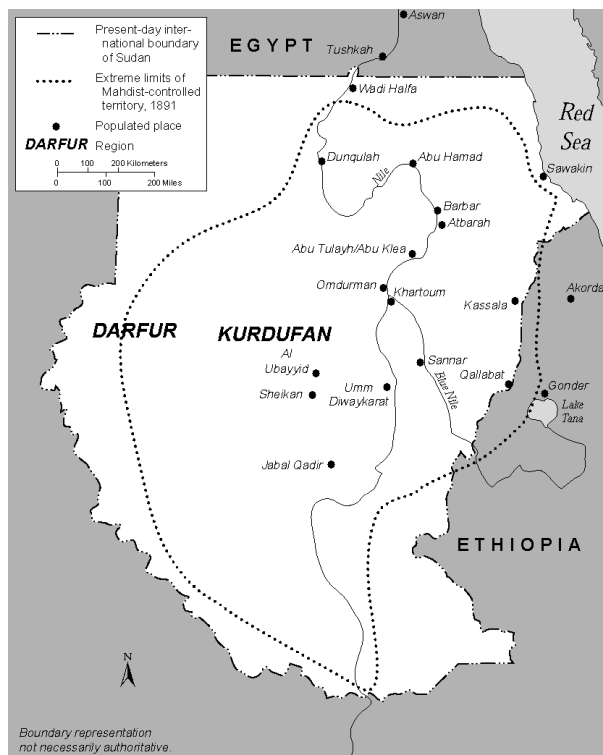 Present-day inter-
national boundary
of Sudan
Extreme limits of
Mahdist-controlled
territory, 1891
Populated place
DARFUR Region
0 100 200 Kilometers
0 100 200 Miles
EGYPT
Aswan
Tushkah
Wadi Halfa
Red
Sea
Dunqulah
Nile
Abu Hamad
Sawakin
Barbar
Atbarah
Abu Tulayh/Abu Klea
Omdurman
Khartoum
Kassala
Akorda
DARFUR
KURDUFAN
Al
Ubayyid
Sheikan
Umm
Diwaykarat
Sannar
Blue Nile
Qallabat
Gonder
Lake
Tana
Jabal Qadir
ETHIOPIA
N
Boundary representation
not necessarily authoritative.